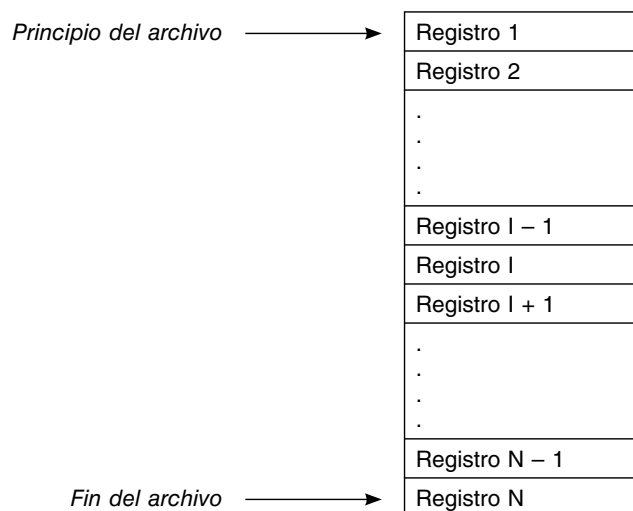 Principio del archivo
Registro 1
Registro 2
.
.
.
.
Registro I – 1
Registro I
Registro I + 1
.
.
.
.
Registro N – 1
Fin del archivo
Registro N